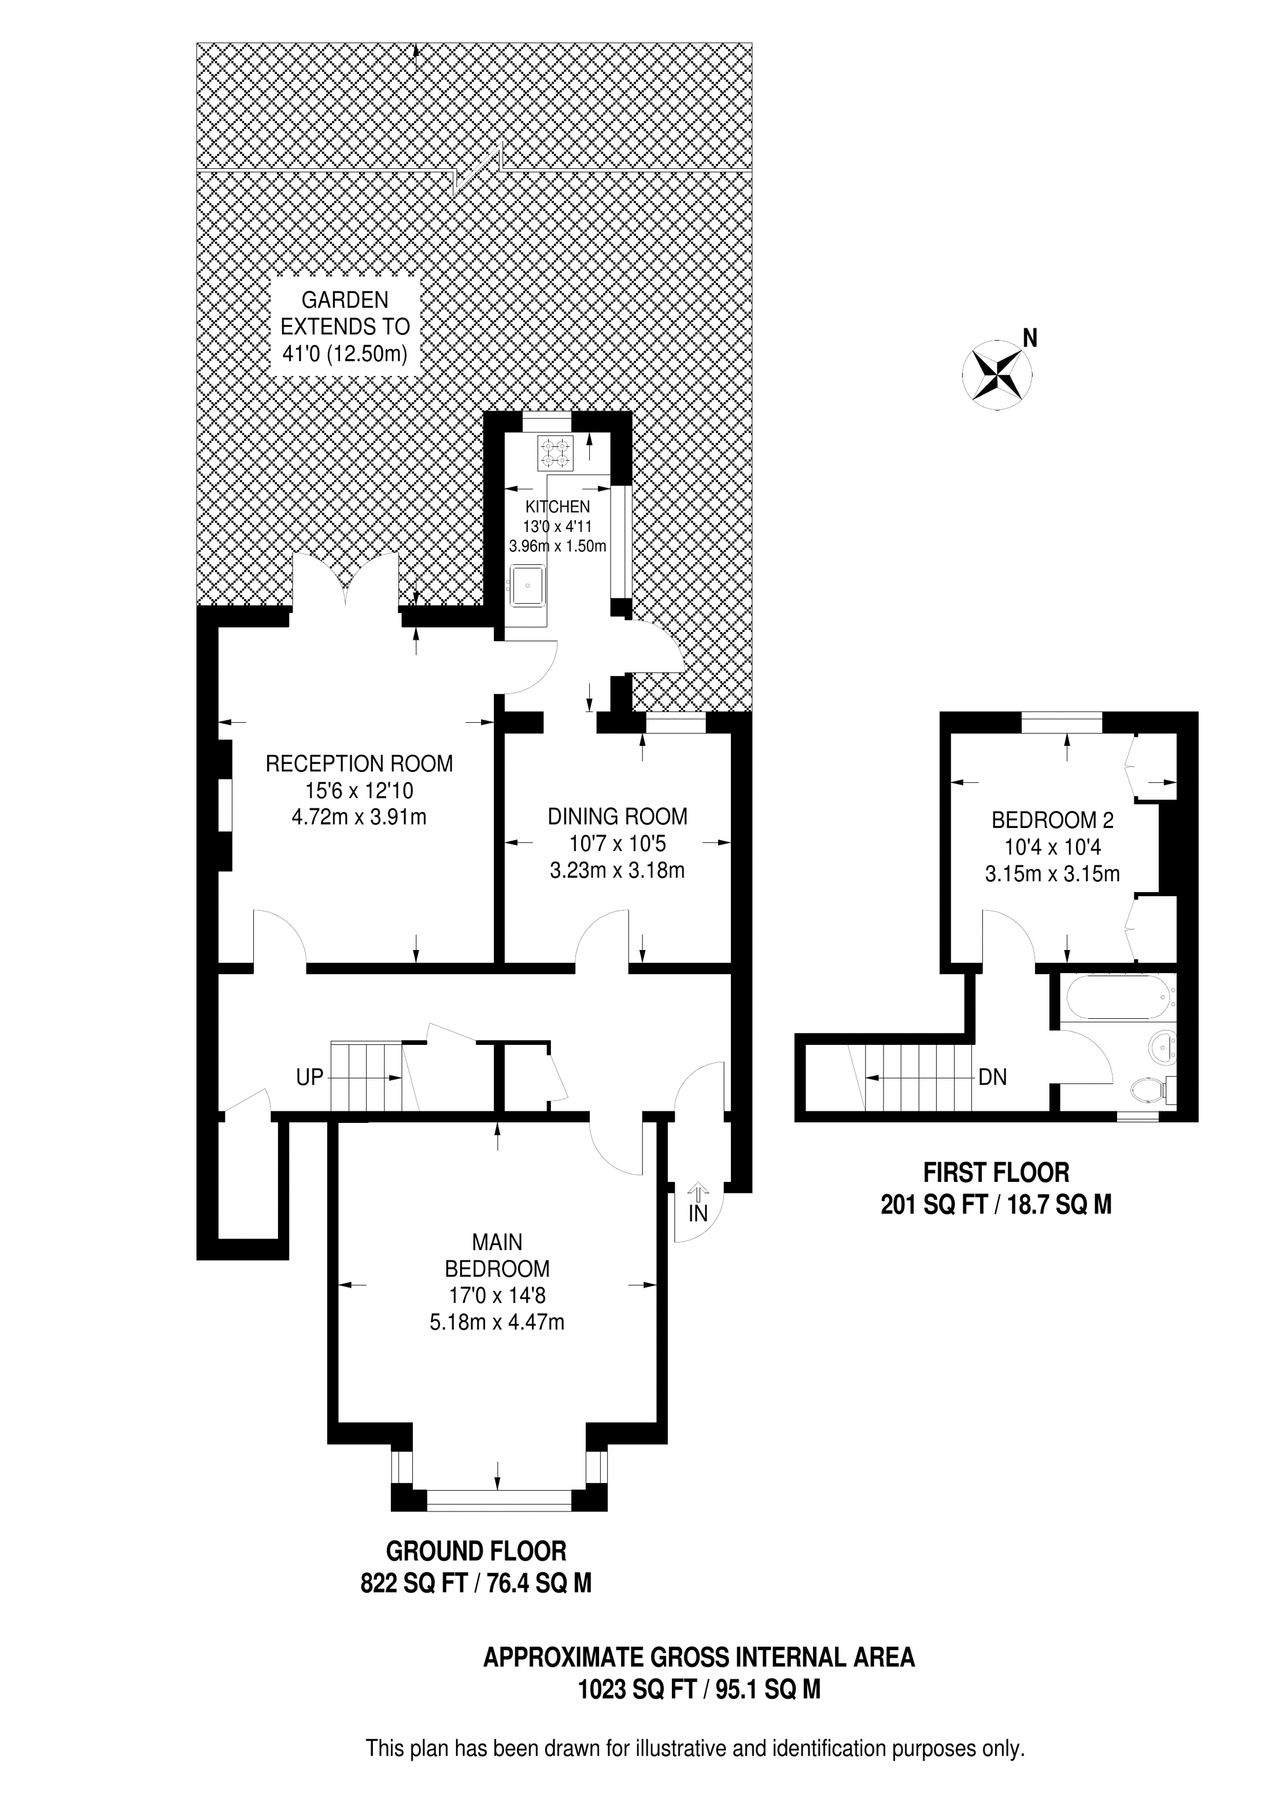 GARDEN
EXTENDS TO
41'0 (12.50m)
N
KITCHEN
13'0 x 4'11
3.96m x 1.50m
RECEPTION ROOM
15'6 x 12'10
4.72m x 3.91m
DINING ROOM
10'7 x 10'5
3.23m x 3.18m
BEDROOM 2
10'4 x 10'4
3.15m x 3.15m
UP
DN
IN
MAIN
BEDROOM
17'0 x 14'8
5.18m x 4.47m
FIRST FLOOR
201 SQ FT / 18.7 SQ M
GROUND FLOOR
822 SQ FT / 76.4 SQ M
APPROXIMATE GROSS INTERNAL AREA
1023 SQ FT / 95.1 SQ M
This plan has been drawn for illustrative and identification purposes only.